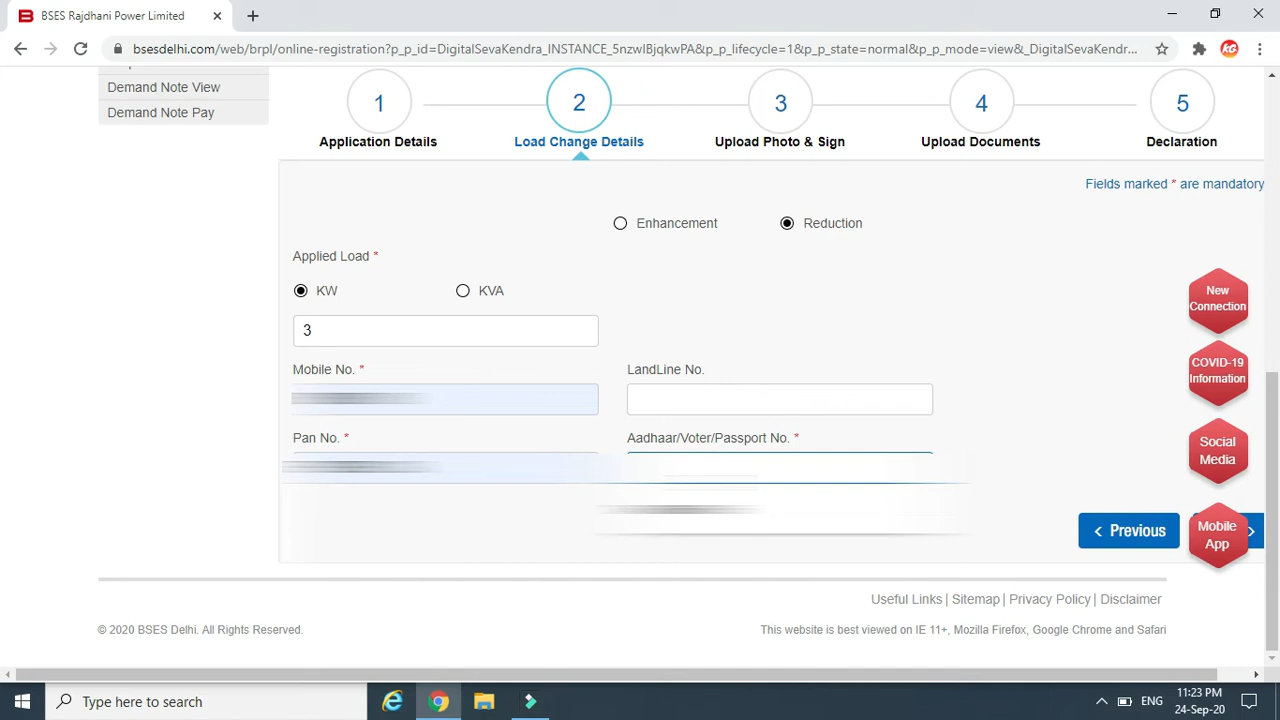 BSES Rajdhani Power Limited
bsesdelhi.com/web/brpl/online-registration?p_p_id=DigitalSevaKendra_INSTANCE_5nzwIBjqkwPA&p_p_lifecycle=1&p_p_state=normal&p_p_mode=view&_DigitalSevaKendr...
Demand Note View
Demand Note Pay
1 2 3 4 5
Application Details Load Change Details Upload Photo & Sign Upload Documents Declaration
Fields marked * are mandatory
Enhancement Reduction
Applied Load *
KW KVA
3
Mobile No. * LandLine No.
Pan No. * Aadhaar/Voter/Passport No. *
New Connection
COVID-19 Information
Social Media
Mobile App
< Previous >
Useful Links | Sitemap | Privacy Policy | Disclaimer
© 2020 BSES Delhi. All Rights Reserved. This website is best viewed on IE 11+, Mozilla Firefox, Google Chrome and Safari
Type here to search
ENG
11:23 PM
24-Sep-20